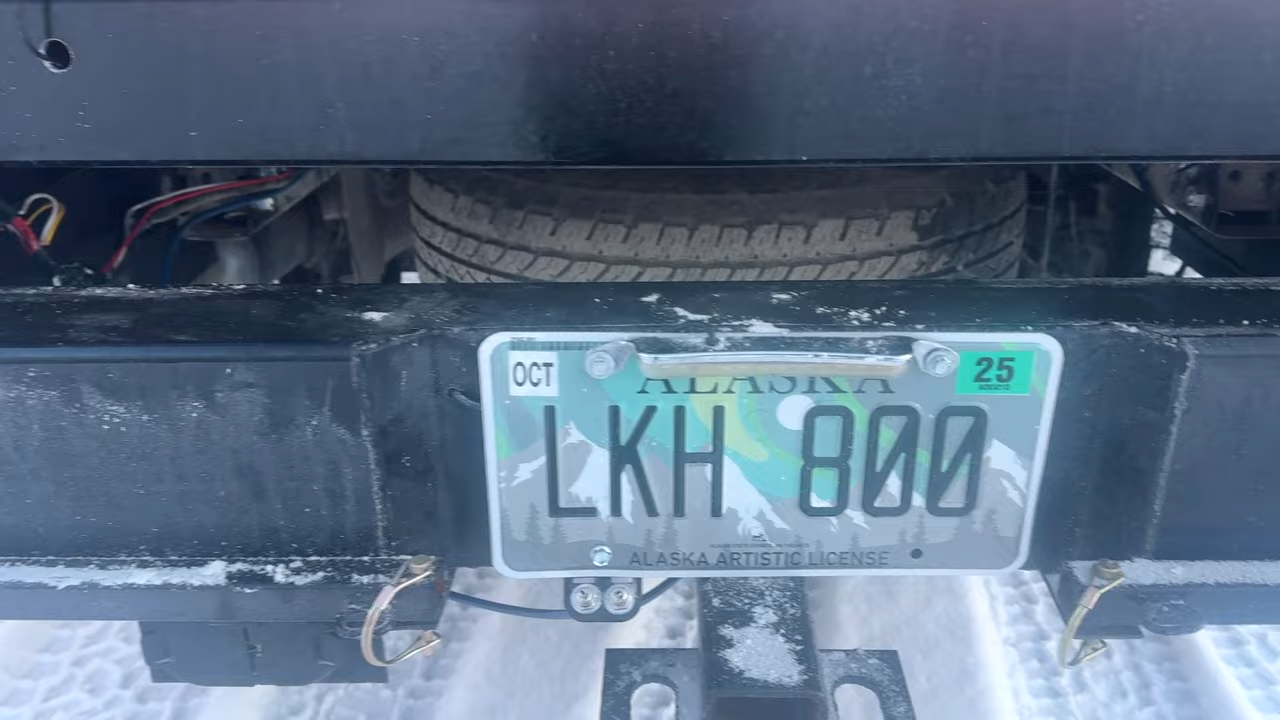 OCT
25
ALASKA
LKH 800
ALASKA ARTISTIC LICENSE